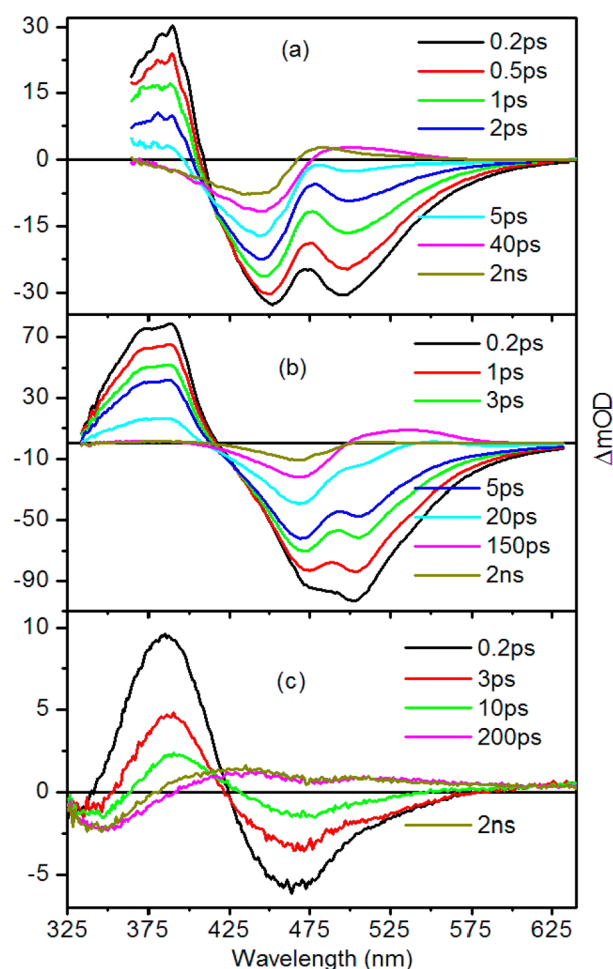 30
15
0
-15
-30
(a)
0.2ps
0.5ps
1ps
2ps
5ps
40ps
2ns
70
30
-10
-50
-90
(b)
0.2ps
1ps
3ps
5ps
20ps
150ps
2ns
ΔmOD
10
5
0
-5
(c)
0.2ps
3ps
10ps
200ps
2ns
325 375 425 475 525 575 625
Wavelength (nm)